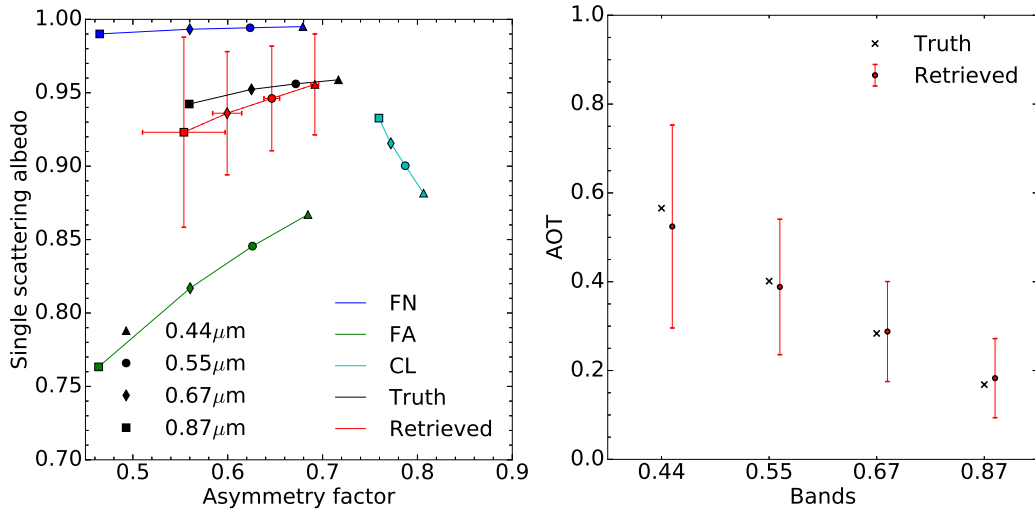 1.00
0.95
0.90
0.85
0.80
0.75
0.70
Single scattering albedo
0.5 0.6 0.7 0.8 0.9
Asymmetry factor
0.44μm
0.55μm
0.67μm
0.87μm
FN
FA
CL
Truth
Retrieved
1.0
0.8
0.6
0.4
0.2
0.0
AOT
0.44 0.55 0.67 0.87
Bands
Truth
Retrieved